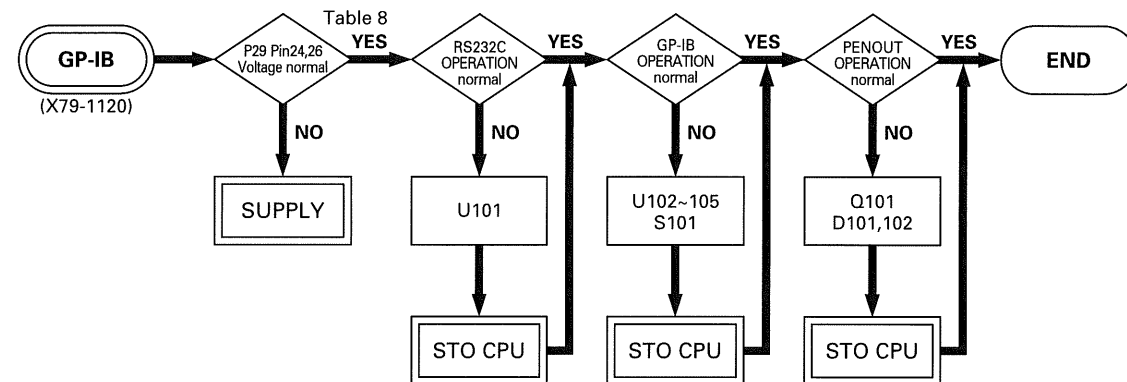 Table 8
GP-IB
(X79-1120)
P29 Pin24,26
Voltage normal
YES
NO
SUPPLY
RS232C
OPERATION
normal
YES
NO
U101
STO CPU
GP-IB
OPERATION
normal
YES
NO
U102~105
S101
STO CPU
PENOUT
OPERATION
normal
YES
NO
Q101
D101,102
STO CPU
END